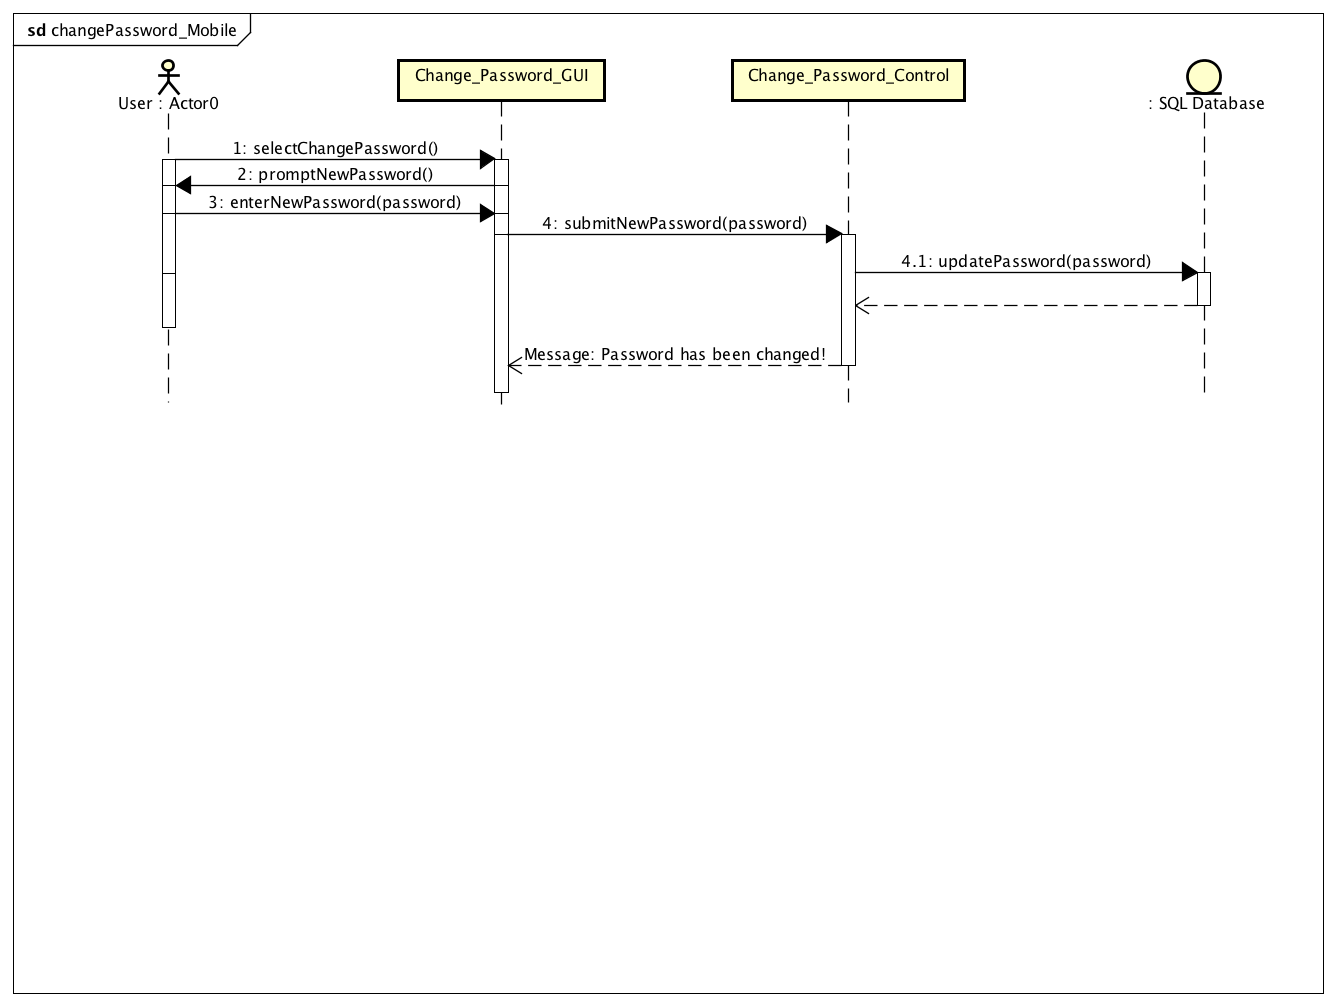 sd changePassword_Mobile
User : Actor0
Change_Password_GUI
Change_Password_Control
: SQL Database
1: selectChangePassword()
2: promptNewPassword()
3: enterNewPassword(password)
4: submitNewPassword(password)
4.1: updatePassword(password)
Message: Password has been changed!